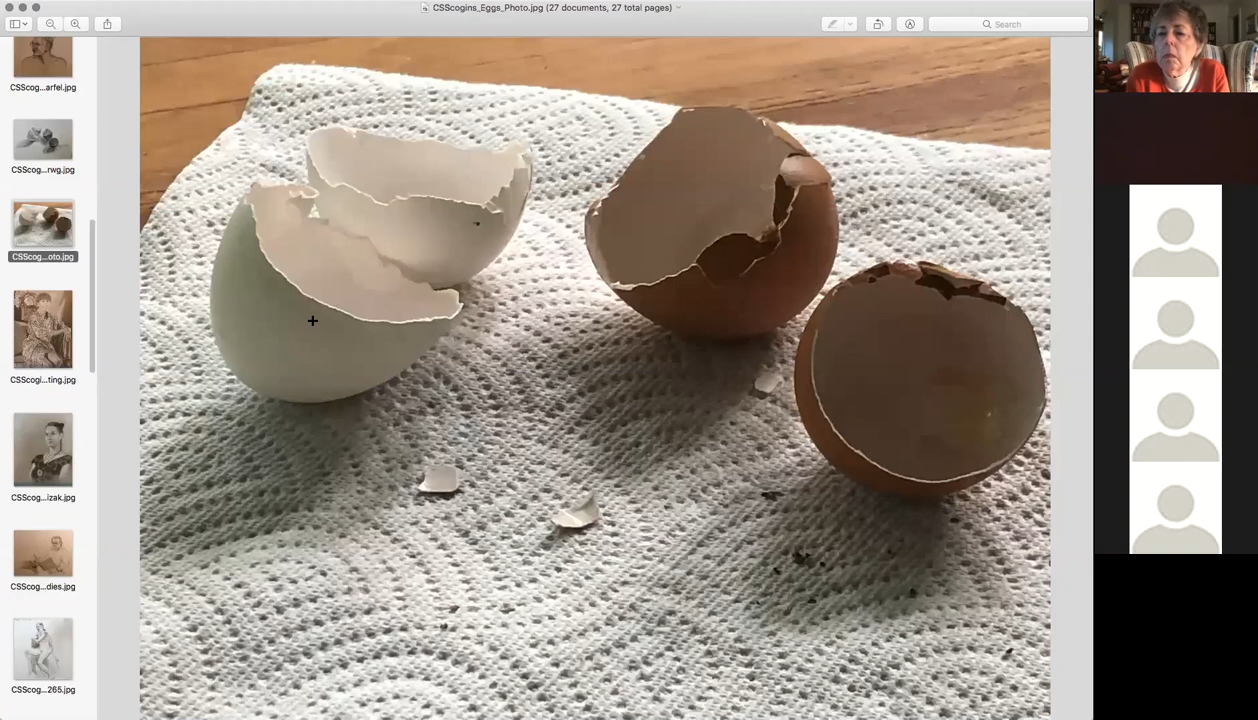 CSScogins_Eggs_Photo.jpg (27 documents, 27 total pages)
Search
CSScog...arfel.jpg
CSScog...rwg.jpg
CSScog...oto.jpg
CSScogi...ting.jpg
CSScog...izak.jpg
CSScog...dies.jpg
CSScog...265.jpg